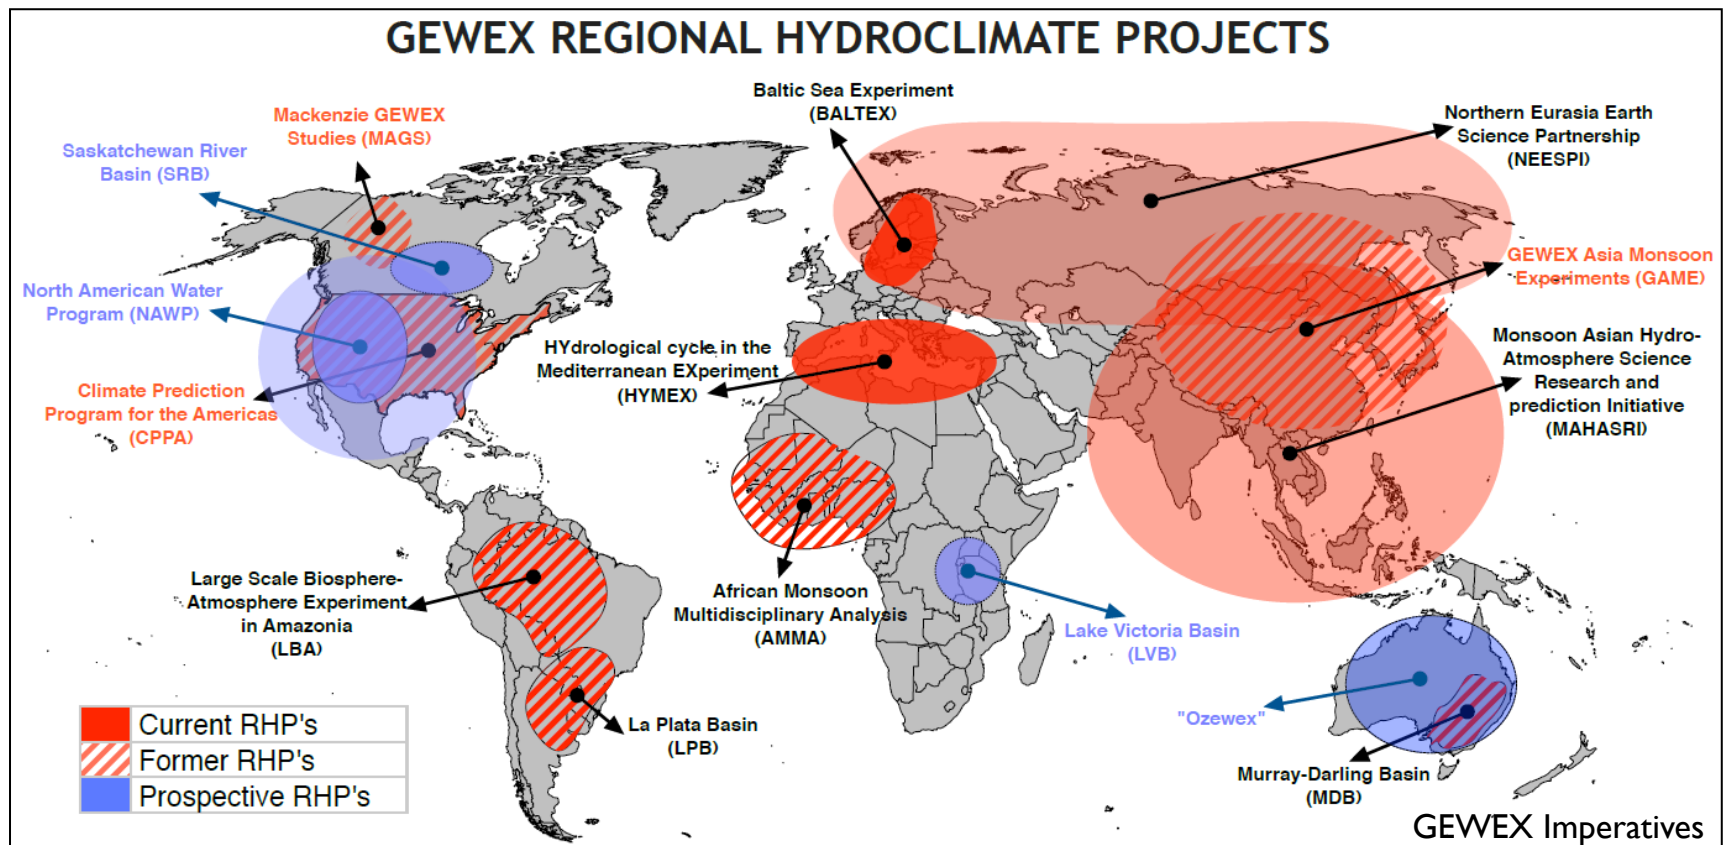 GEWEX REGIONAL HYDROCLIMATE PROJECTS
Baltic Sea Experiment
(BALTEX)
Mackenzie GEWEX
Studies (MAGS)
Northern Eurasia Earth
Science Partnership
(NEESPI)
Saskatchewan River
Basin (SRB)
GEWEX Asia Monsoon
Experiments (GAME)
North American Water
Program (NAWP)
Monsoon Asian Hydro-
Atmosphere Science
Research and
prediction Initiative
(MAHASRI)
HYdrological cycle in the
Mediterranean EXperiment
(HYMEX)
Climate Prediction
Program for the Americas
(CPPA)
Large Scale Biosphere-
Atmosphere Experiment
in Amazonia
(LBA)
African Monsoon
Multidisciplinary Analysis
(AMMA)
Lake Victoria Basin
(LVB)
"Ozewex"
La Plata Basin
(LPB)
Murray-Darling Basin
(MDB)
Current RHP's
Former RHP's
Prospective RHP's
GEWEX Imperatives